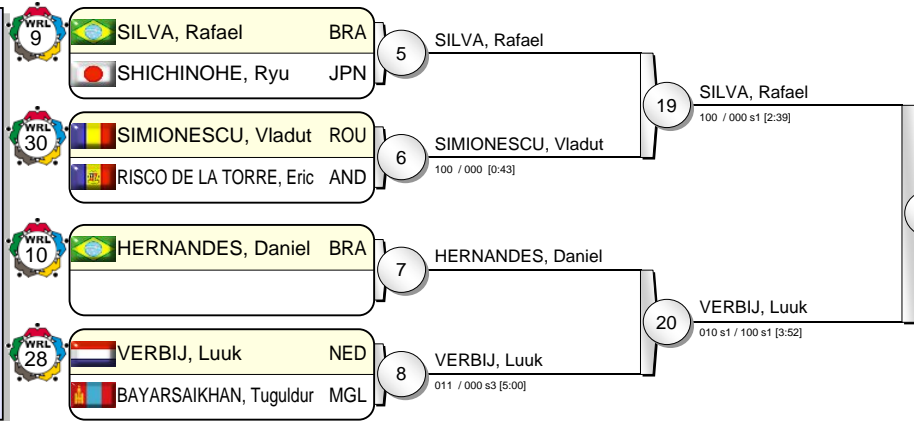 WRL
9
SILVA, Rafael BRA
SHICHINOHE, Ryu JPN
5
SILVA, Rafael
WRL
30
SIMIONESCU, Vladut ROU
RISCO DE LA TORRE, Eric AND
6
SIMIONESCU, Vladut
100 / 000 [0:43]
19
SILVA, Rafael
100 / 000 s1 [2:39]
WRL
10
HERNANDES, Daniel BRA
7
HERNANDES, Daniel
WRL
28
VERBIJ, Luuk NED
BAYARSAIKHAN, Tuguldur MGL
8
VERBIJ, Luuk
011 / 000 s3 [5:00]
20
VERBIJ, Luuk
010 s1 / 100 s1 [3:52]